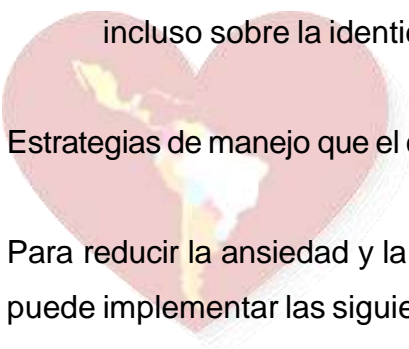 incluso sobre la
Estrategias de manejo que el
Para reducir la ansiedad y la
puede implementar las